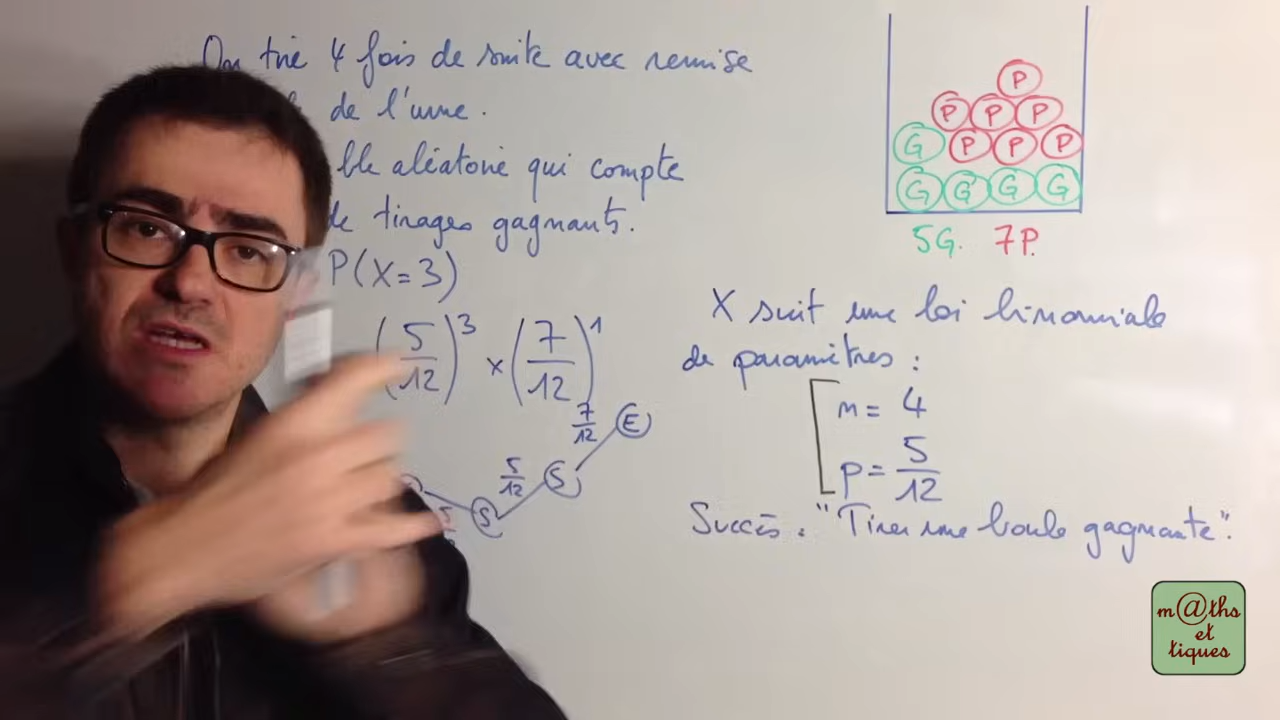 On tire 4 fois de suite avec remise
de l'urne.
ble aléatoire qui compte
de tirages gagnants.
P(X=3)
(5/12)^3 × (7/12)^1
7/12 E
5/12 S
S
5
P
P P P
G P P P
G G G G
5G. 7P.
X suit une loi binomiale
de paramètres :
n = 4
p = 5/12
Succès : "Tirer une boule gagnante".
m@ths
et
tiques